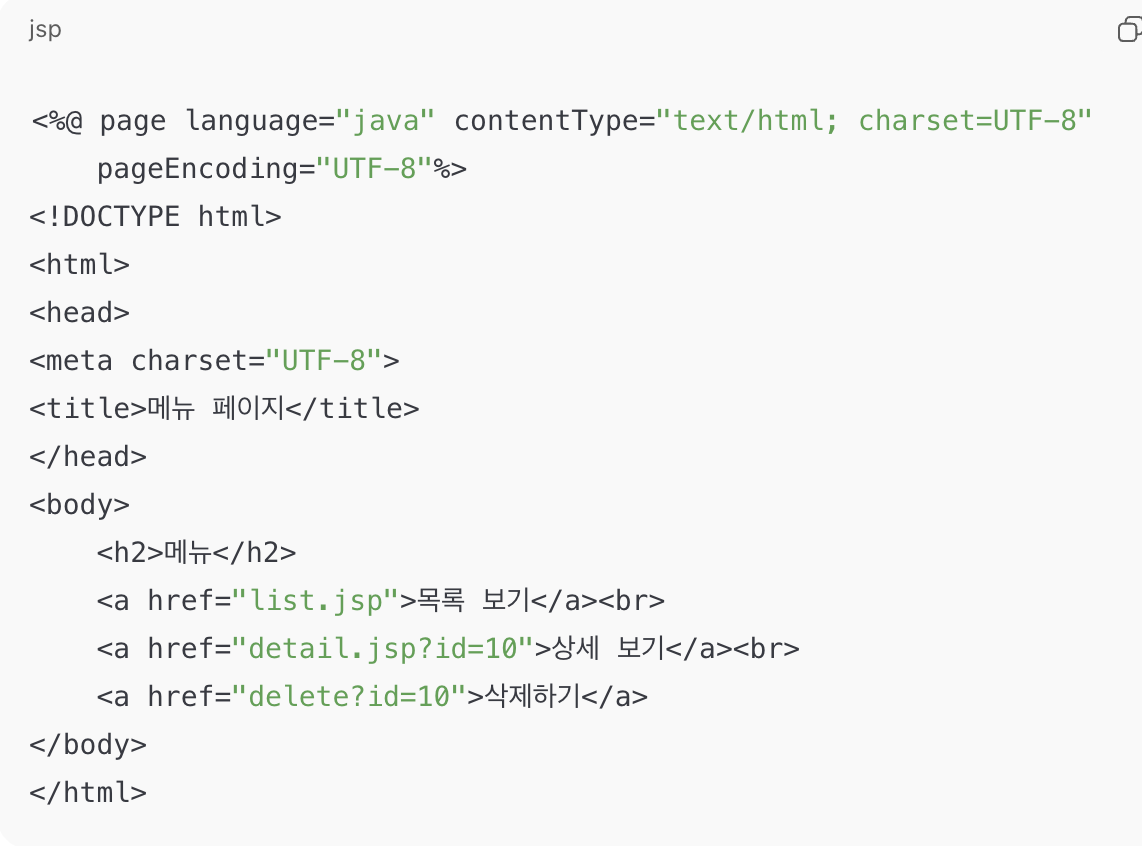 jsp
<%@ page language="java" contentType="text/html; charset=UTF-8"
    pageEncoding="UTF-8"%>
<!DOCTYPE html>
<html>
<head>
<meta charset="UTF-8">
<title>메뉴 페이지</title>
</head>
<body>
    <h2>메뉴</h2>
    <a href="list.jsp">목록 보기</a><br>
    <a href="detail.jsp?id=10">상세 보기</a><br>
    <a href="delete?id=10">삭제하기</a>
</body>
</html>